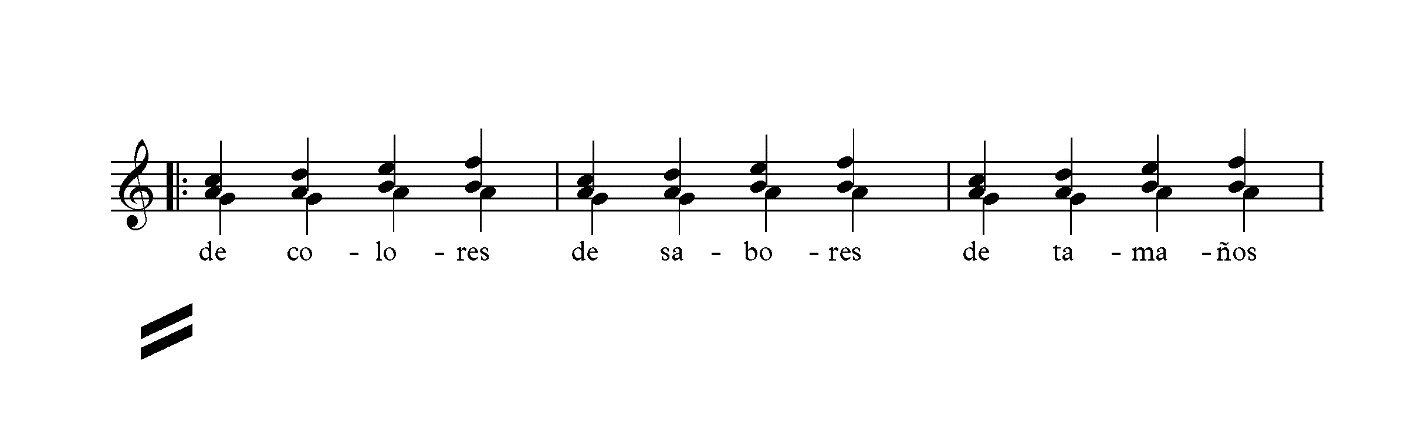 de co - lo - res de sa - bo - res de ta - ma - ños